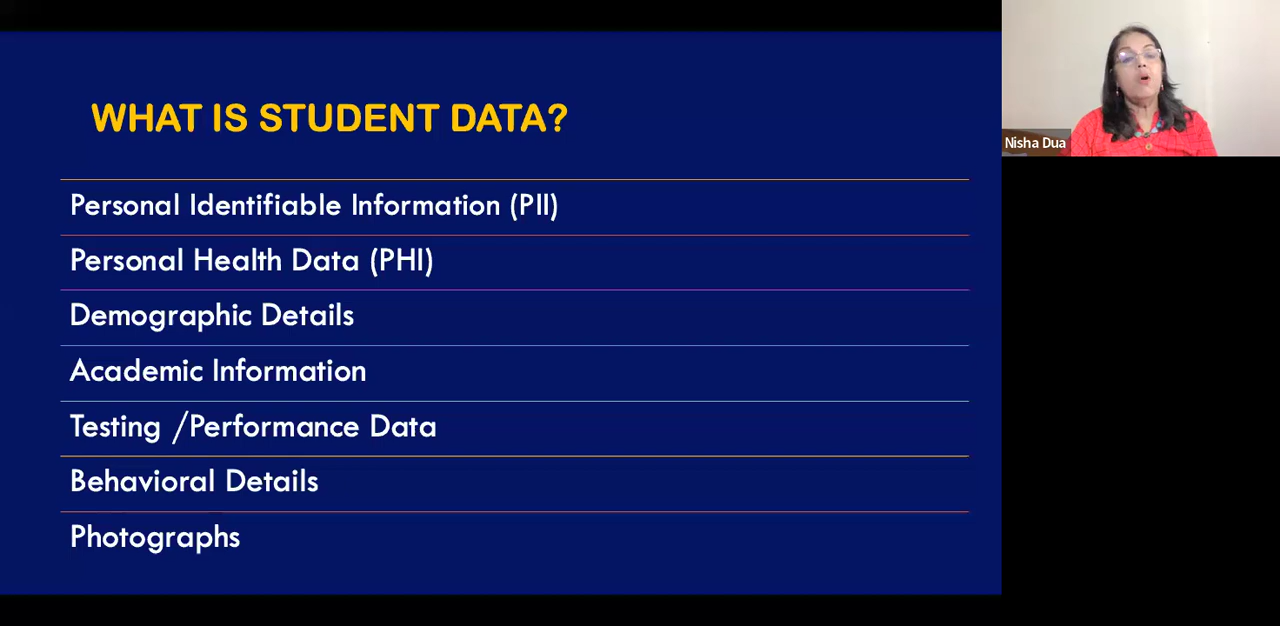 WHAT IS STUDENT DATA?
Personal Identifiable Information (PII)
Personal Health Data (PHI)
Demographic Details
Academic Information
Testing /Performance Data
Behavioral Details
Photographs
Nisha Dua